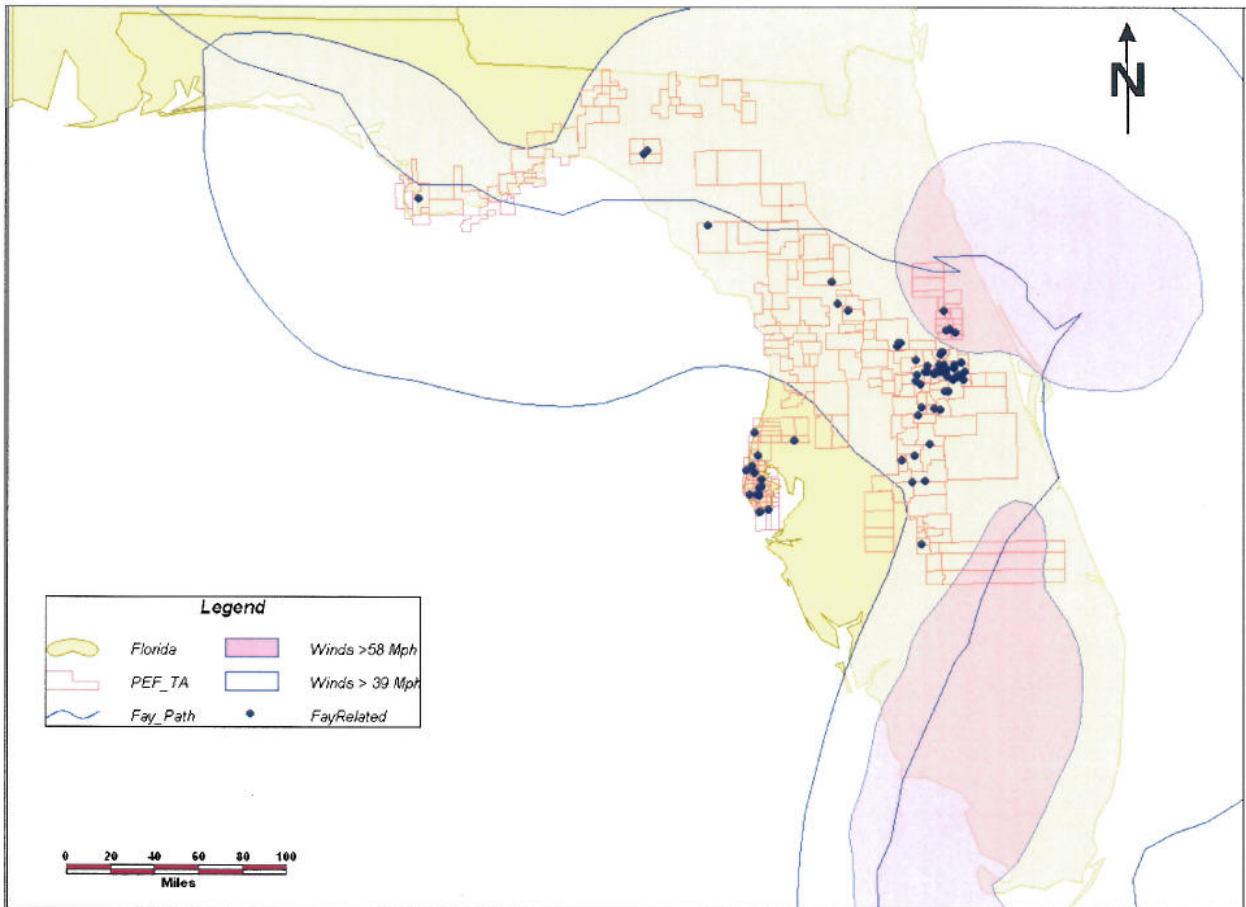 N
Legend
Florida Winds >58 Mph
PEF_TA Winds > 39 Mph
Fay_Path FayRelated
0 20 40 60 80 100
Miles